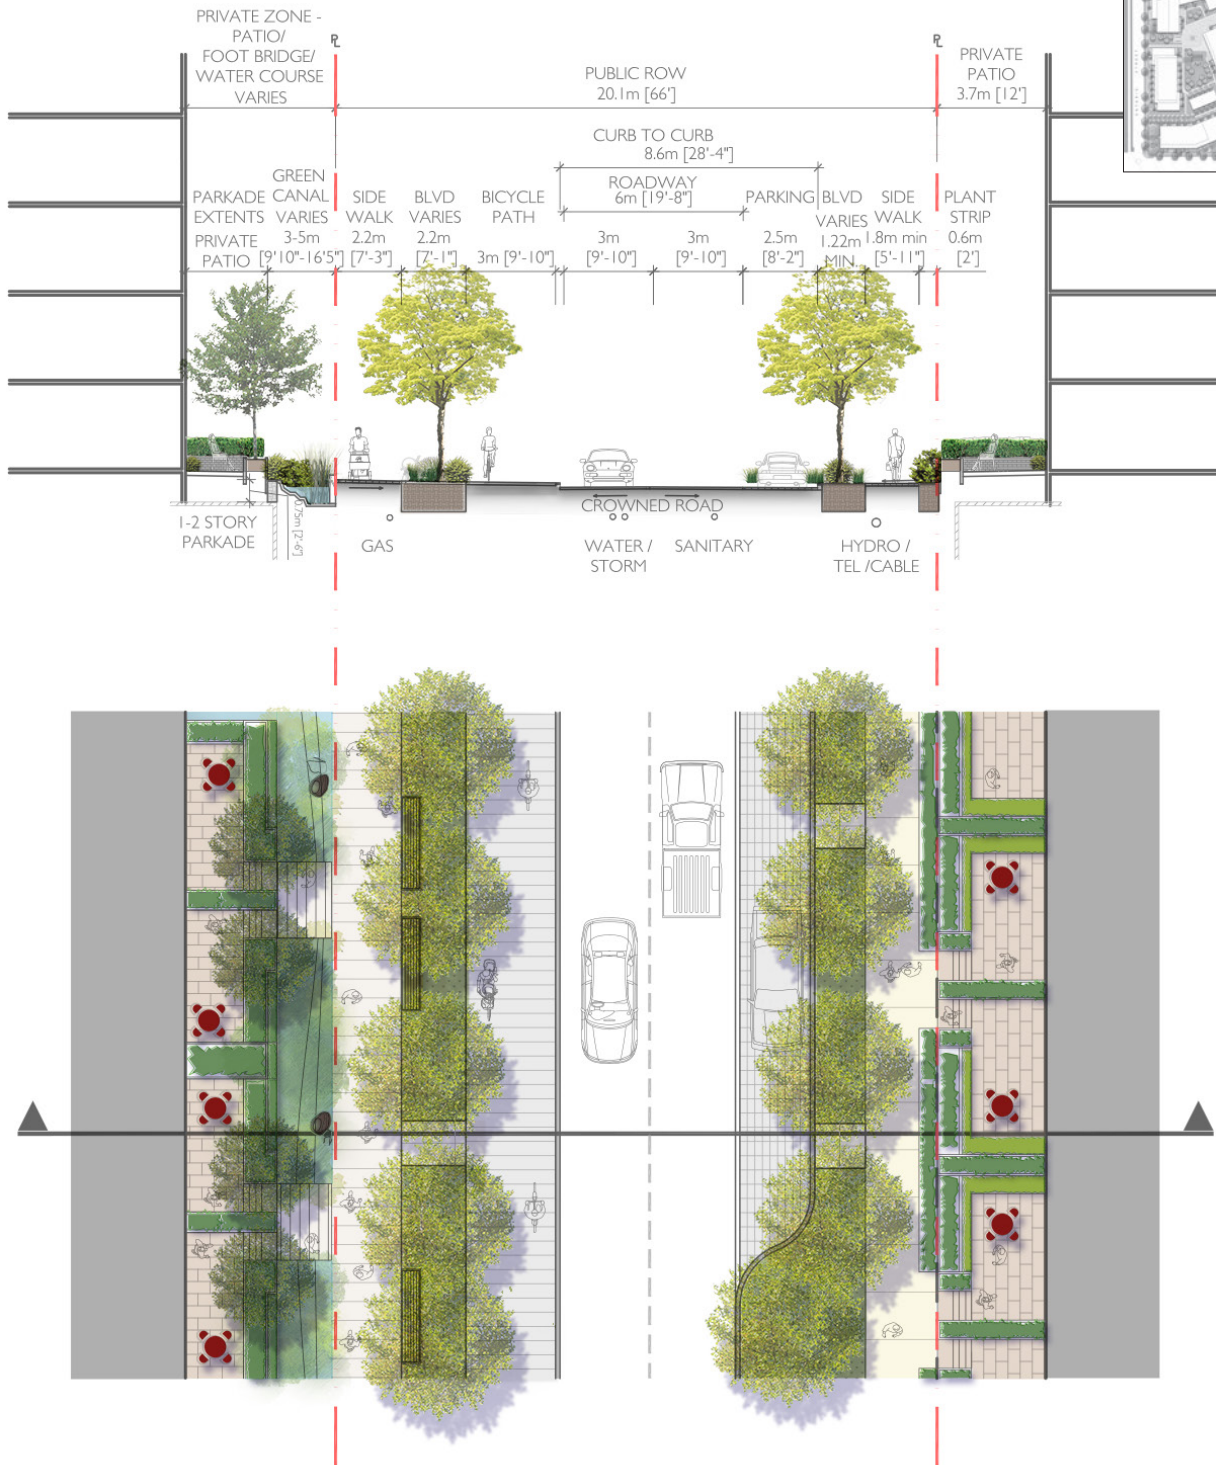 PRIVATE ZONE -
PATIO/
FOOT BRIDGE/
WATER COURSE
VARIES
PL
PUBLIC ROW
20.1m [66']
PL
PRIVATE
PATIO
3.7m [12']
CURB TO CURB
8.6m [28'-4"]
ROADWAY
6m [19'-8"]
PARKADE
EXTENTS
PRIVATE
PATIO
GREEN
CANAL
VARIES
3-5m
[9'10"-16'5"]
SIDE
WALK
2.2m
[7'-3"]
BLVD
VARIES
2.2m
[7'-1"]
BICYCLE
PATH
3m [9'-10"]
3m
[9'-10"]
3m
[9'-10"]
PARKING
2.5m
[8'-2"]
BLVD
VARIES
1.22m
MIN
SIDE
WALK
1.8m min
[5'-11"]
PLANT
STRIP
0.6m
[2']
1-2 STORY
PARKADE
0.75m [2'-6"]
GAS
CROWNED ROAD
WATER /
STORM
SANITARY
HYDRO /
TEL /CABLE